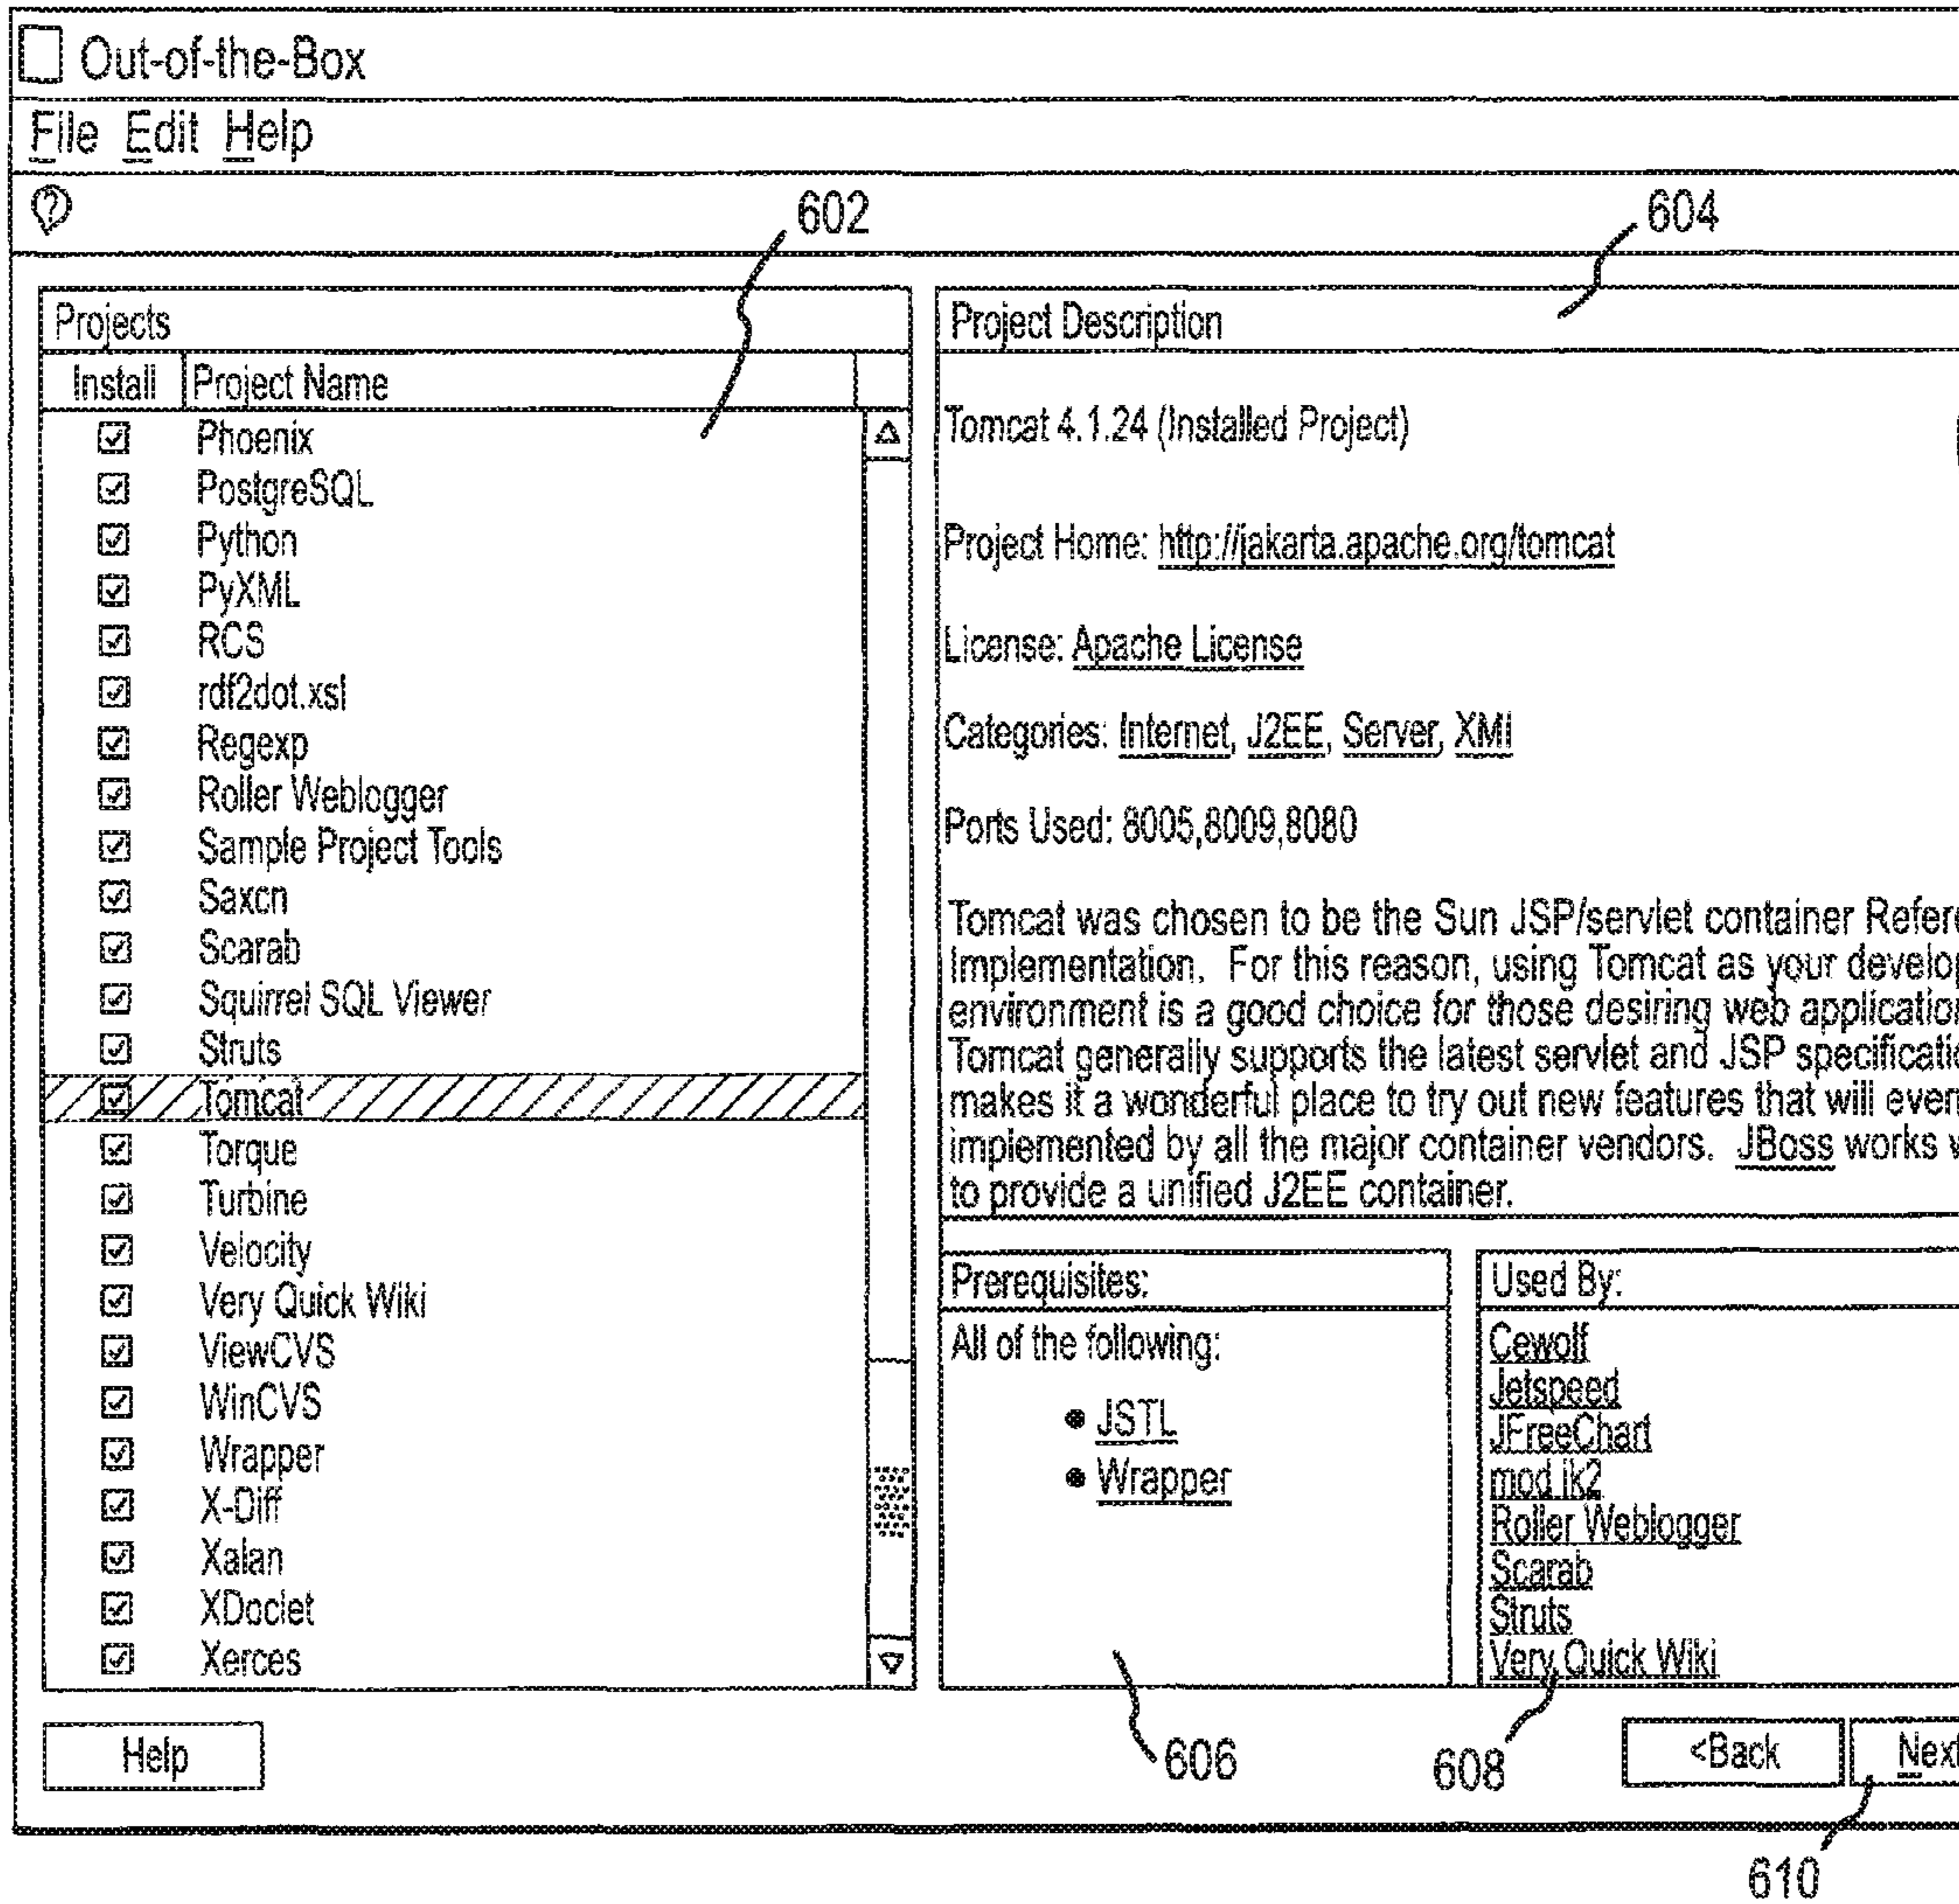 Out-of-the-Box
File Edit Help
602
604
Projects
Install Project Name
Phoenix
PostgreSQL
Python
PyXML
RCS
rdf2dot.xsl
Regexp
Roller Weblogger
Sample Project Tools
Saxcn
Scarab
Squirrel SQL Viewer
Struts
Tomcat
Torque
Turbine
Velocity
Very Quick Wiki
ViewCVS
WinCVS
Wrapper
X-Diff
Xalan
XDoclet
Xerces
Project Description
Tomcat 4.1.24 (Installed Project)
Project Home: http://jakarta.apache.org/tomcat
License: Apache License
Categories: Internet, J2EE, Server, XMI
Ports Used: 8005,8009,8080
Tomcat was chosen to be the Sun JSP/servlet container Refere
Implementation. For this reason, using Tomcat as your develop
environment is a good choice for those desiring web application
Tomcat generally supports the latest servlet and JSP specificatio
makes it a wonderful place to try out new features that will even
implemented by all the major container vendors. JBoss works w
to provide a unified J2EE container.
Prerequisites:
All of the following:
• JSTL
• Wrapper
Used By:
Cewolf
Jetspeed
JFreeChart
mod jk2
Roller Weblogger
Scarab
Struts
Very Quick Wiki
606
608
Help
<Back
Next
610